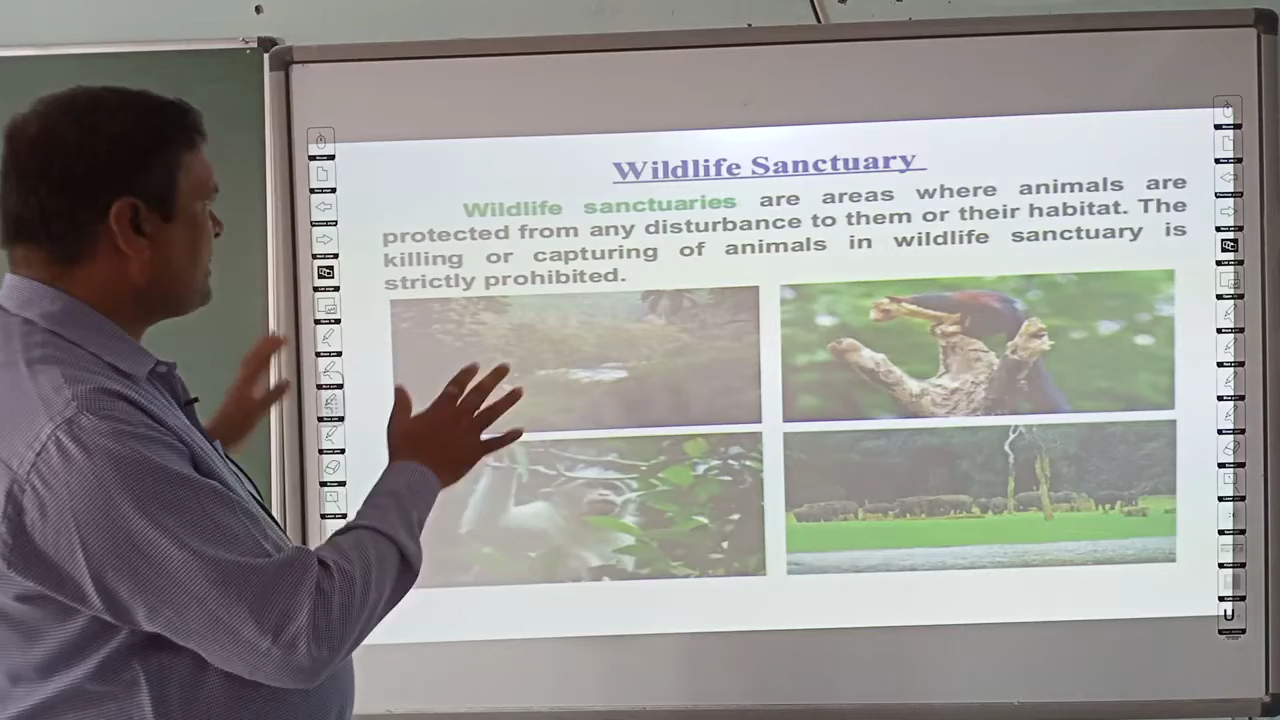 Wildlife Sanctuary
Wildlife sanctuaries are areas where animals are
protected from any disturbance to them or their habitat. The
killing or capturing of animals in wildlife sanctuary is
strictly prohibited.